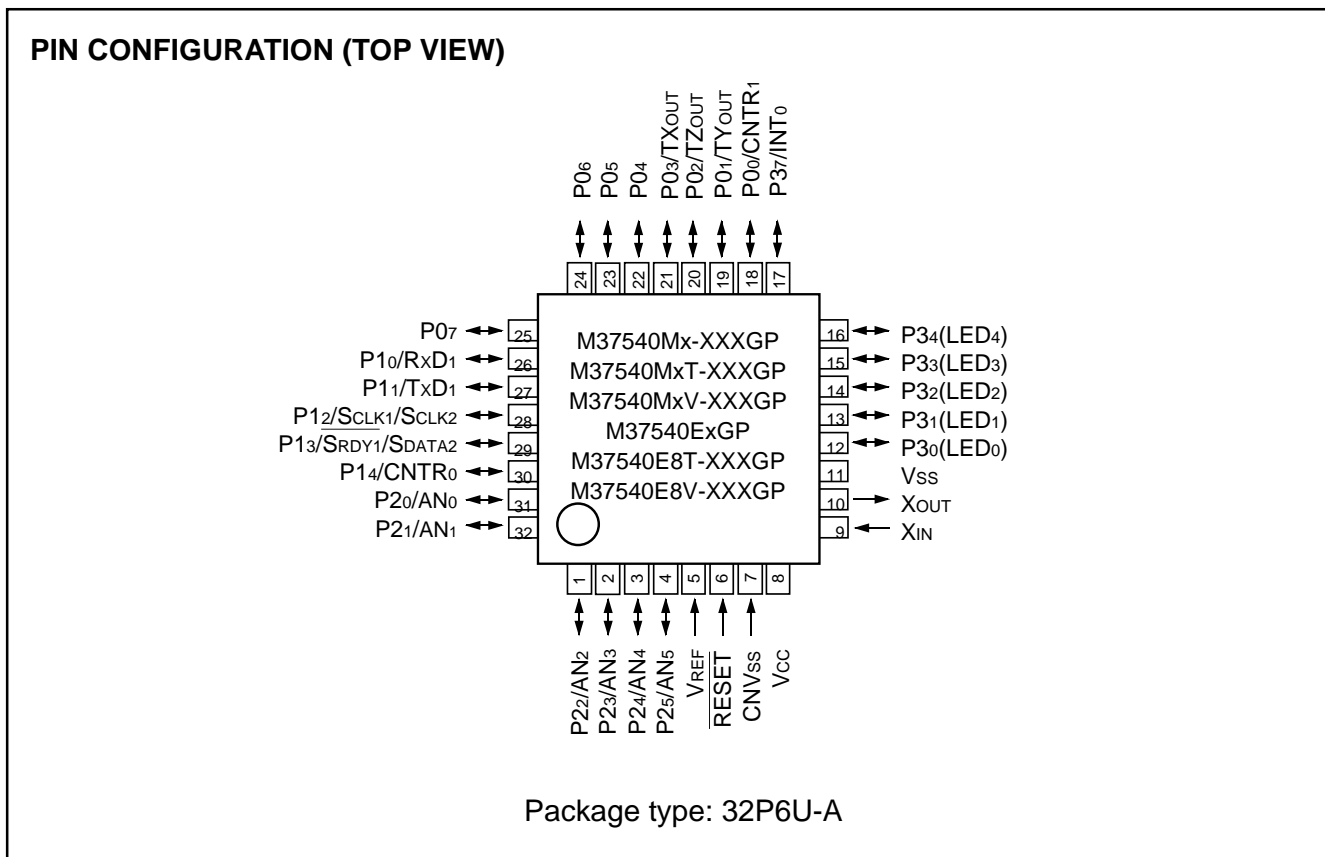 PIN CONFIGURATION (TOP VIEW)
P06
P05
P04
P03/TXOUT
P02/TZOUT
P01/TYOUT
P00/CNTR1
P37/INT0
24
23
22
21
20
19
18
17
P07
25
P10/RXD1
26
P11/TXD1
27
P12/SCLK1/SCLK2
28
P13/SRDY1/SDATA2
29
P14/CNTR0
30
P20/AN0
31
P21/AN1
32
M37540Mx-XXXGP
M37540MxT-XXXGP
M37540MxV-XXXGP
M37540ExGP
M37540E8T-XXXGP
M37540E8V-XXXGP
16
P34(LED4)
15
P33(LED3)
14
P32(LED2)
13
P31(LED1)
12
P30(LED0)
11
VSS
10
XOUT
9
XIN
1
2
3
4
5
6
7
8
P22/AN2
P23/AN3
P24/AN4
P25/AN5
VREF
RESET
CNVSS
VCC
Package type: 32P6U-A